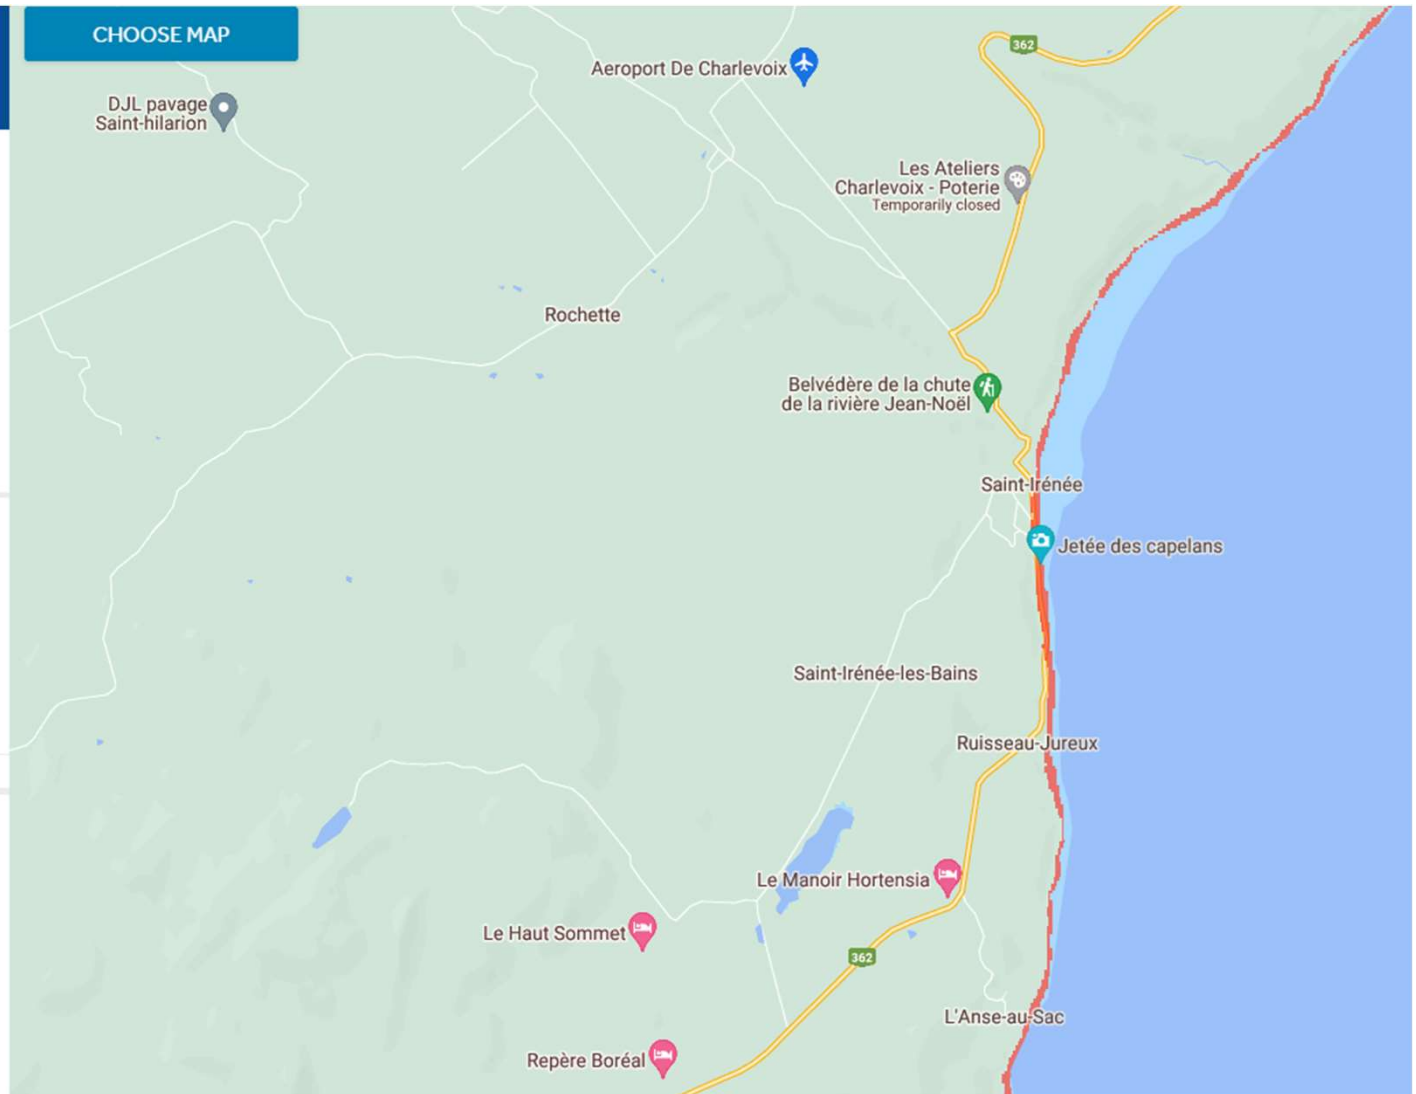 CHOOSE MAP
362
Aeroport De Charlevoix
DJL pavage
Saint-hilarion
Les Ateliers
Charlevoix - Poterie
Temporarily closed
Rochette
Belvédère de la chute
de la rivière Jean-Noël
Saint-Irénée
Jetée des capelans
Saint-Irénée-les-Bains
Ruisseau-Jureux
Le Manoir Hortensia
Le Haut Sommet
362
L'Anse-au-Sac
Repère Boréal